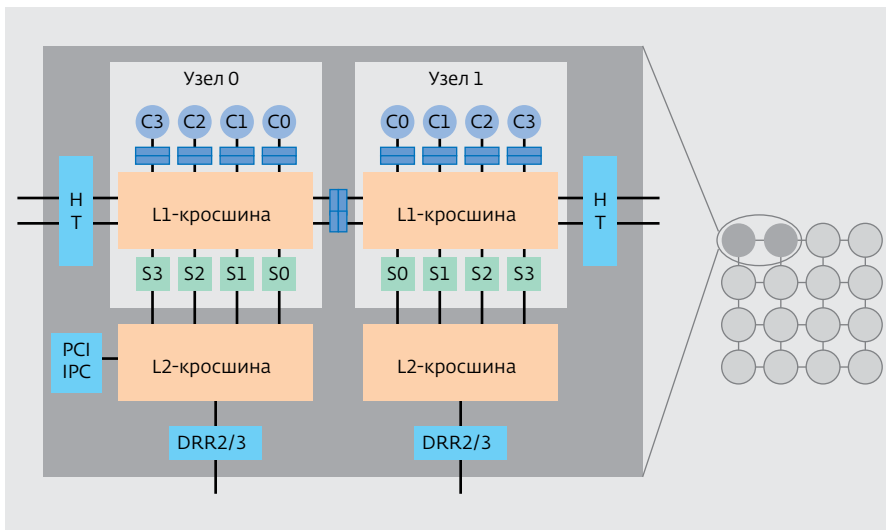 Узел 0
Узел 1
C3 C2 C1 C0
C0 C1 C2 C3
H
T
L1-кросшина
L1-кросшина
H
T
S3 S2 S1 S0
S0 S1 S2 S3
PCI
IPC
L2-кросшина
L2-кросшина
DRR2/3
DRR2/3